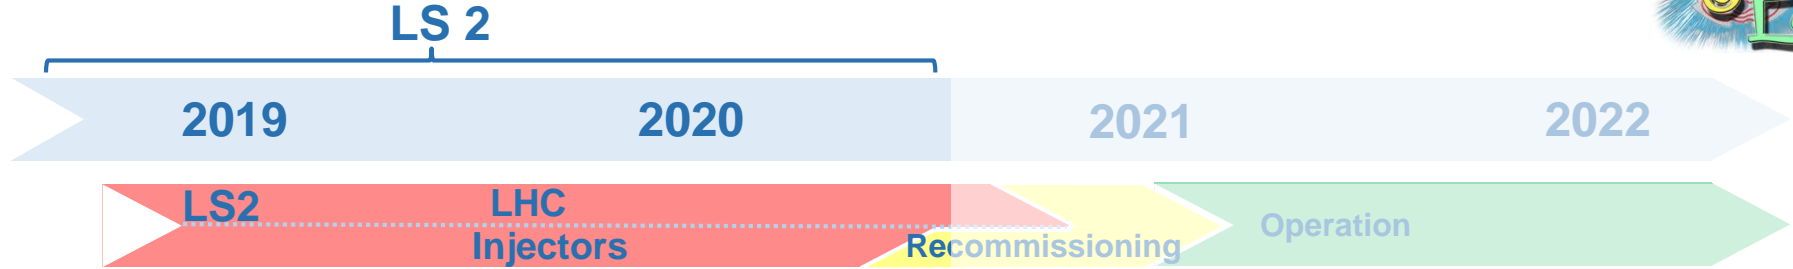 LS 2
2019 2020 2021 2022
LS2 LHC
Injectors Recommissioning Operation